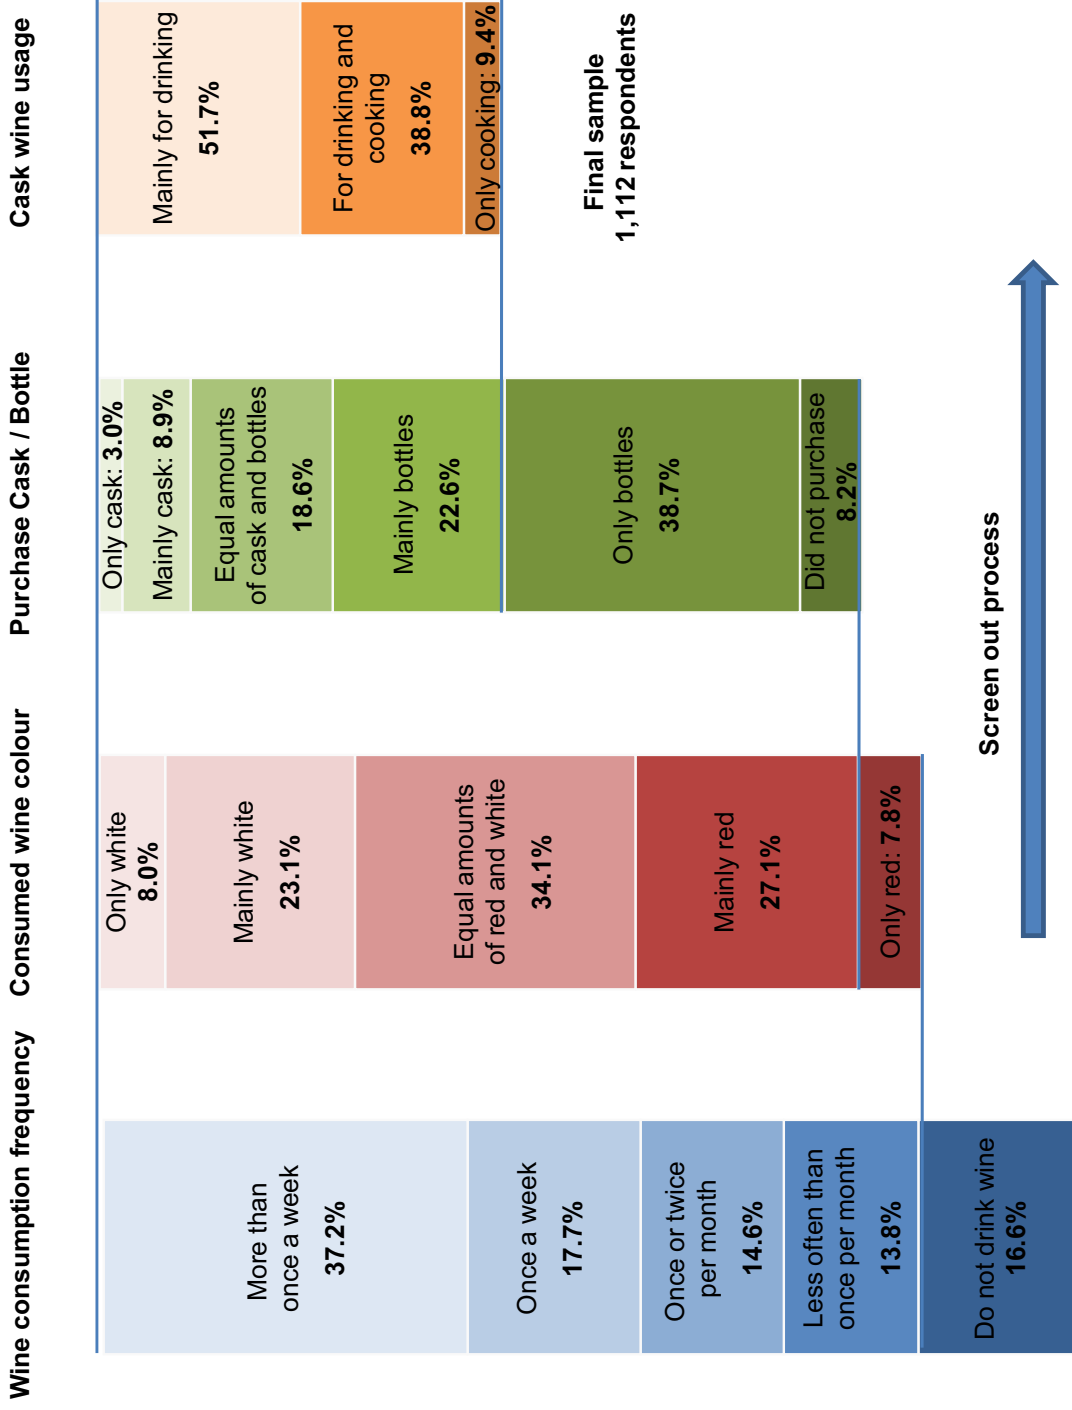 Wine consumption frequency
More than
once a week
37.2%
Once a week
17.7%
Once or twice
per month
14.6%
Less often than
once per month
13.8%
Do not drink wine
16.6%
Consumed wine colour
Only white
8.0%
Mainly white
23.1%
Equal amounts
of red and white
34.1%
Mainly red
27.1%
Only red: 7.8%
Purchase Cask / Bottle
Only cask: 3.0%
Mainly cask: 8.9%
Equal amounts
of cask and bottles
18.6%
Mainly bottles
22.6%
Only bottles
38.7%
Did not purchase
8.2%
Cask wine usage
Mainly for drinking
51.7%
For drinking and
cooking
38.8%
Only cooking: 9.4%
Final sample
1,112 respondents
Screen out process